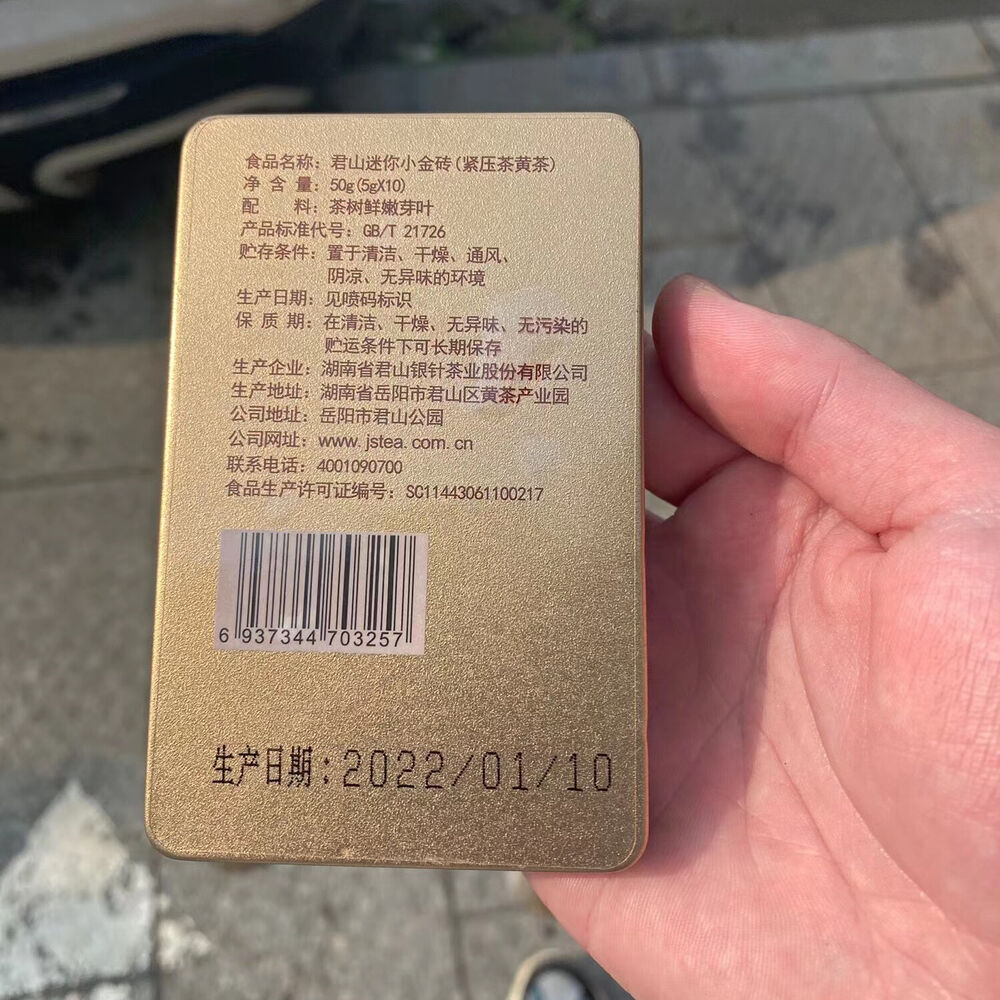 食品名称：君山迷你小金砖(紧压茶黄茶)
净 含 量：50g(5gX10)
配 料：茶树鲜嫩芽叶
产品标准代号：GB/T 21726
贮存条件：置于清洁、干燥、通风、
阴凉、无异味的环境
生产日期：见喷码标识
保 质 期：在清洁、干燥、无异味、无污染的
贮运条件下可长期保存
生产企业：湖南省君山银针茶业股份有限公司
生产地址：湖南省岳阳市君山区黄茶产业园
公司地址：岳阳市君山公园
公司网址：www.jstea.com.cn
联系电话：4001090700
食品生产许可证编号：SC11443061100217
6 937344 703257
生产日期：2022/01/10